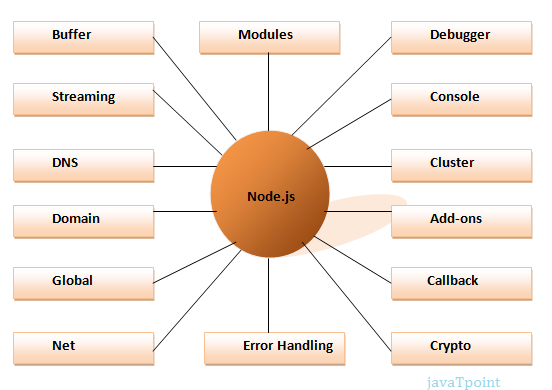 Buffer
Modules
Debugger
Streaming
Console
DNS
Cluster
Node.js
Domain
Add-ons
Global
Callback
Net
Error Handling
Crypto
javaTpoint